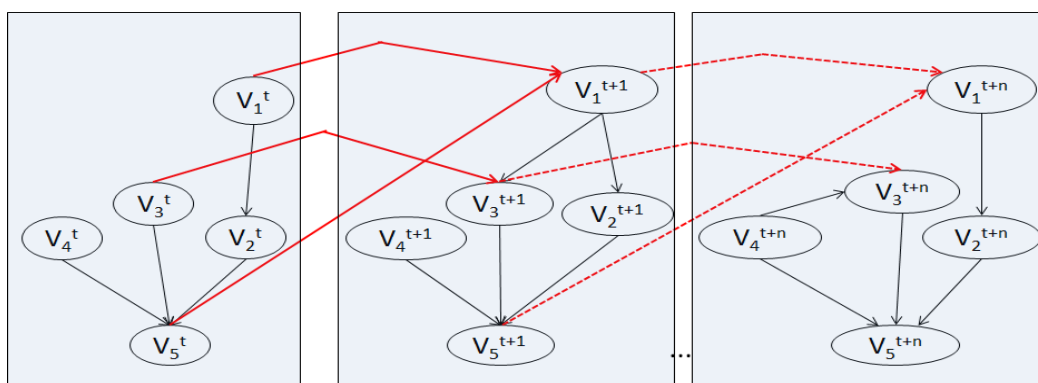 V₁ᵗ
V₃ᵗ
V₄ᵗ
V₂ᵗ
V₅ᵗ
V₁ᵗ⁺¹
V₃ᵗ⁺¹
V₂ᵗ⁺¹
V₄ᵗ⁺¹
V₅ᵗ⁺¹
...
V₁ᵗ⁺ⁿ
V₃ᵗ⁺ⁿ
V₄ᵗ⁺ⁿ
V₂ᵗ⁺ⁿ
V₅ᵗ⁺ⁿ